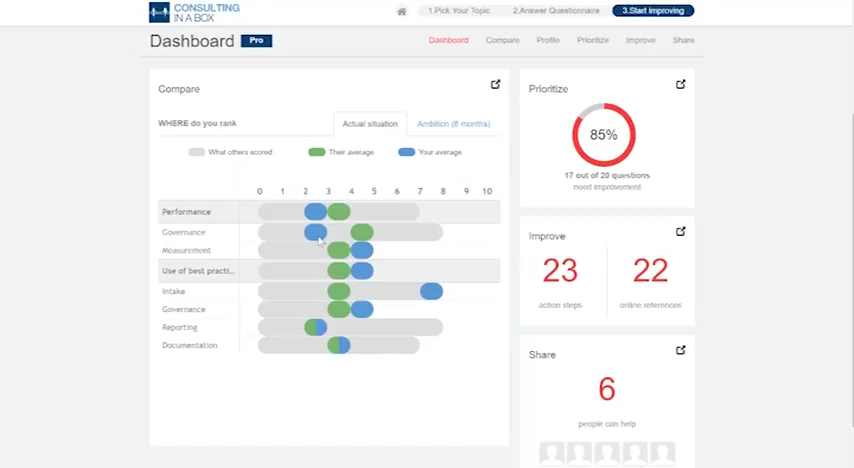 CONSULTING
IN A BOX
1.Pick Your Topic 2.Answer Questionnaire 3.Start improving
Dashboard Pro
Dashboard Compare Profile Prioritize Improve Share
Compare
WHERE do you rank
Actual situation Ambition (6 months)
What others scored Their average Your average
0 1 2 3 4 5 6 7 8 9 10
Performance
Governance
Measurement
Use of best practi...
Intake
Governance
Reporting
Documentation
Prioritize
85%
17 out of 20 questions
need improvement
Improve
23 22
action steps online references
Share
6
people can help